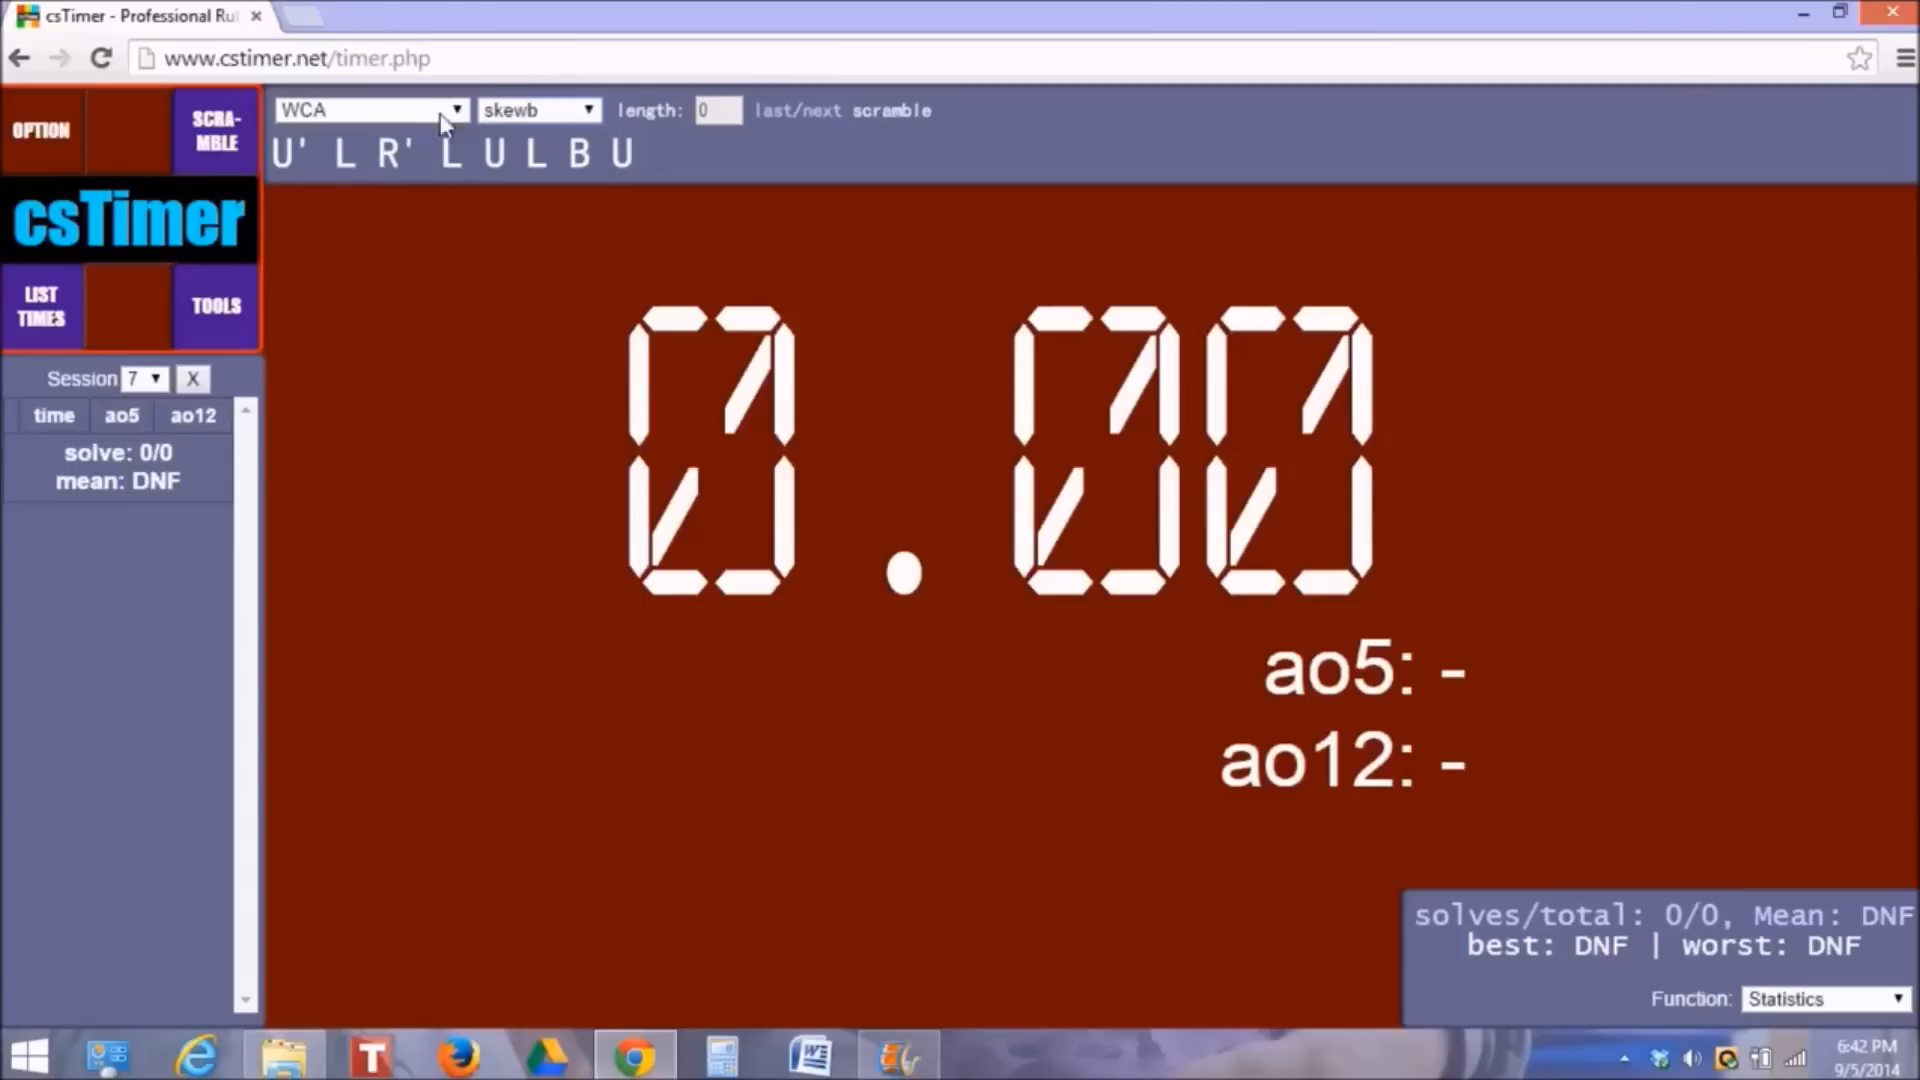 csTimer - Professional Rul
www.cstimer.net/timer.php
OPTION
SCRA-
MBLE
csTimer
LIST
TIMES
TOOLS
WCA skewb length: 0 last/next scramble
U' L R' L U L B U
Session 7 X
time ao5 ao12
solve: 0/0
mean: DNF
0.00
ao5: -
ao12: -
solves/total: 0/0, Mean: DNF
best: DNF | worst: DNF
Function: Statistics
6:42 PM
9/5/2014